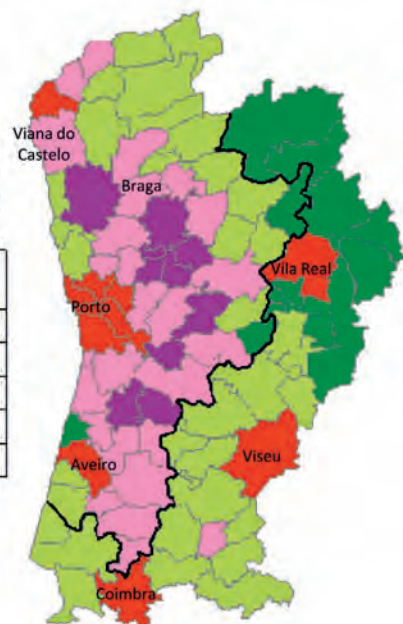 Viana do
Castelo
Braga
Vila Real
Porto
Aveiro
Viseu
Coimbra